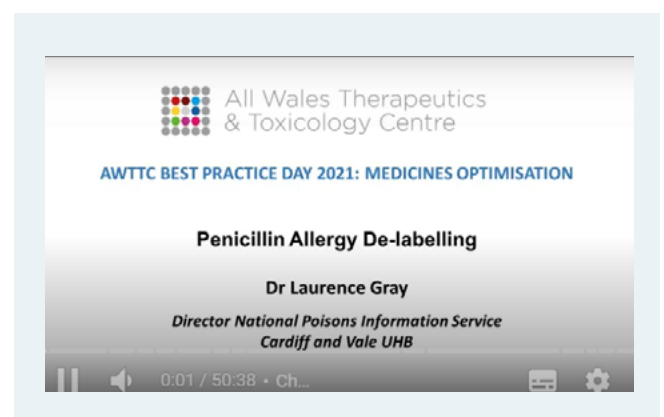 All Wales Therapeutics
& Toxicology Centre
AWTTC BEST PRACTICE DAY 2021: MEDICINES OPTIMISATION
Penicillin Allergy De-labelling
Dr Laurence Gray
Director National Poisons Information Service
Cardiff and Vale UHB
0:01 / 50:38 • Ch...